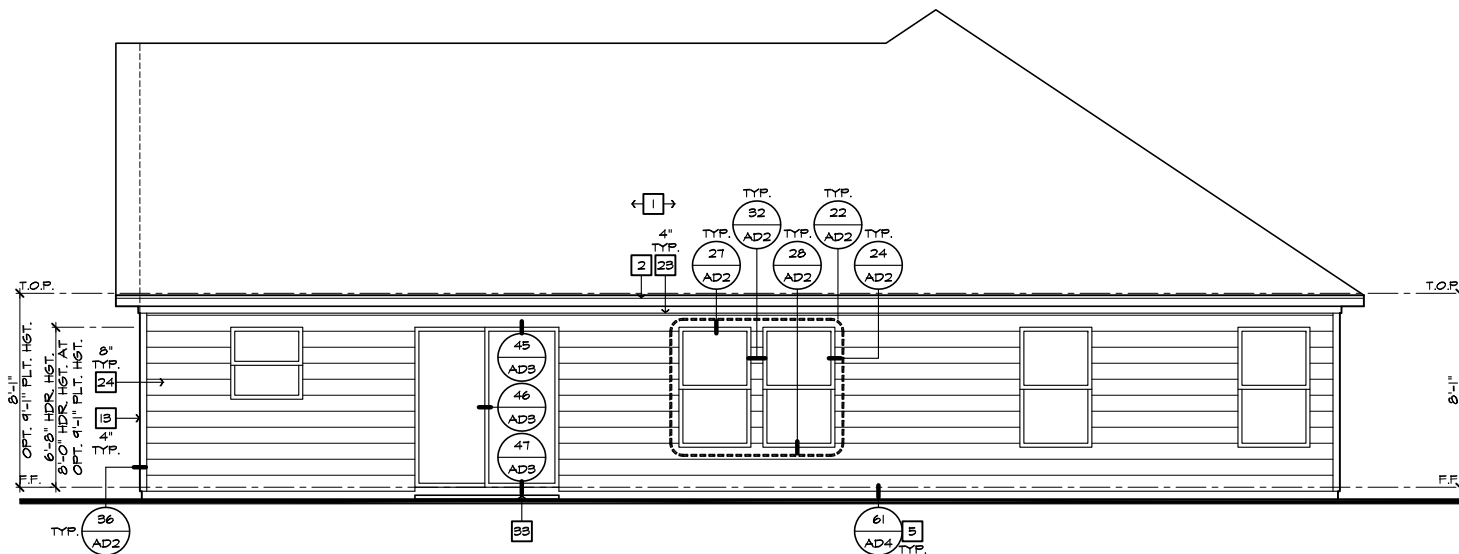 1
TYP.
32
AD2
TYP.
22
AD2
4"
TYP.
2
23
TYP.
27
AD2
TYP.
28
AD2
TYP.
24
AD2
T.O.P.
T.O.P.
8'-1"
OPT. 9'-1" PLT. HGT.
6'-8" HDR. HGT.
8'-0" HDR. HGT. AT
OPT. 9'-1" PLT. HGT.
8"
TYP.
24
13
4"
TYP.
45
AD3
46
AD3
47
AD3
8'-1"
F.F.
F.F.
TYP.
36
AD2
33
61
AD4
5
TYP.